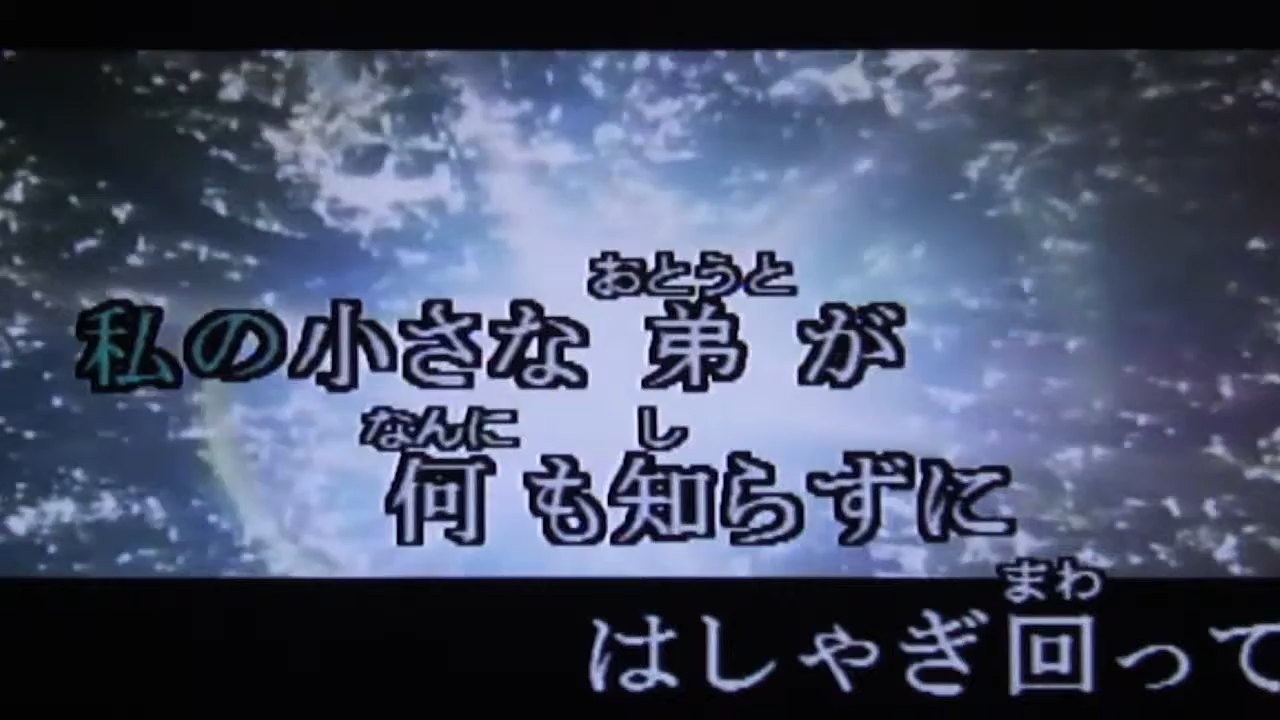 おとうと
私の小さな 弟 が
なんに し
何 も知らずに
まわ
はしゃぎ回って